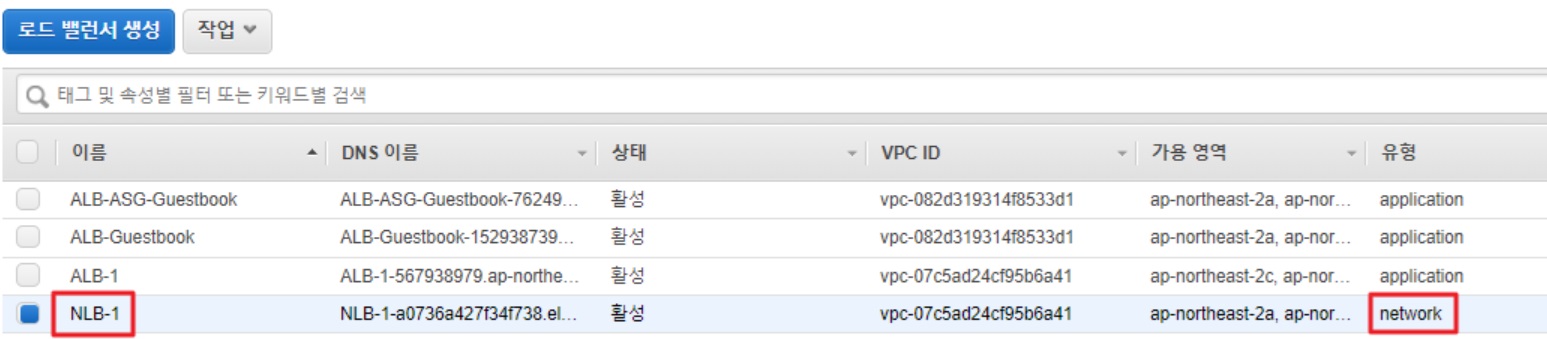 로드 밸런서 생성 작업
태그 및 속성별 필터 또는 키워드별 검색
이름 DNS 이름 상태 VPC ID 가용 영역 유형
ALB-ASG-Guestbook ALB-ASG-Guestbook-76249... 활성 vpc-082d319314f8533d1 ap-northeast-2a, ap-nor... application
ALB-Guestbook ALB-Guestbook-152938739... 활성 vpc-082d319314f8533d1 ap-northeast-2a, ap-nor... application
ALB-1 ALB-1-567938979.ap-northe... 활성 vpc-07c5ad24cf95b6a41 ap-northeast-2c, ap-nor... application
NLB-1 NLB-1-a0736a427f34f738.el... 활성 vpc-07c5ad24cf95b6a41 ap-northeast-2a, ap-nor... network